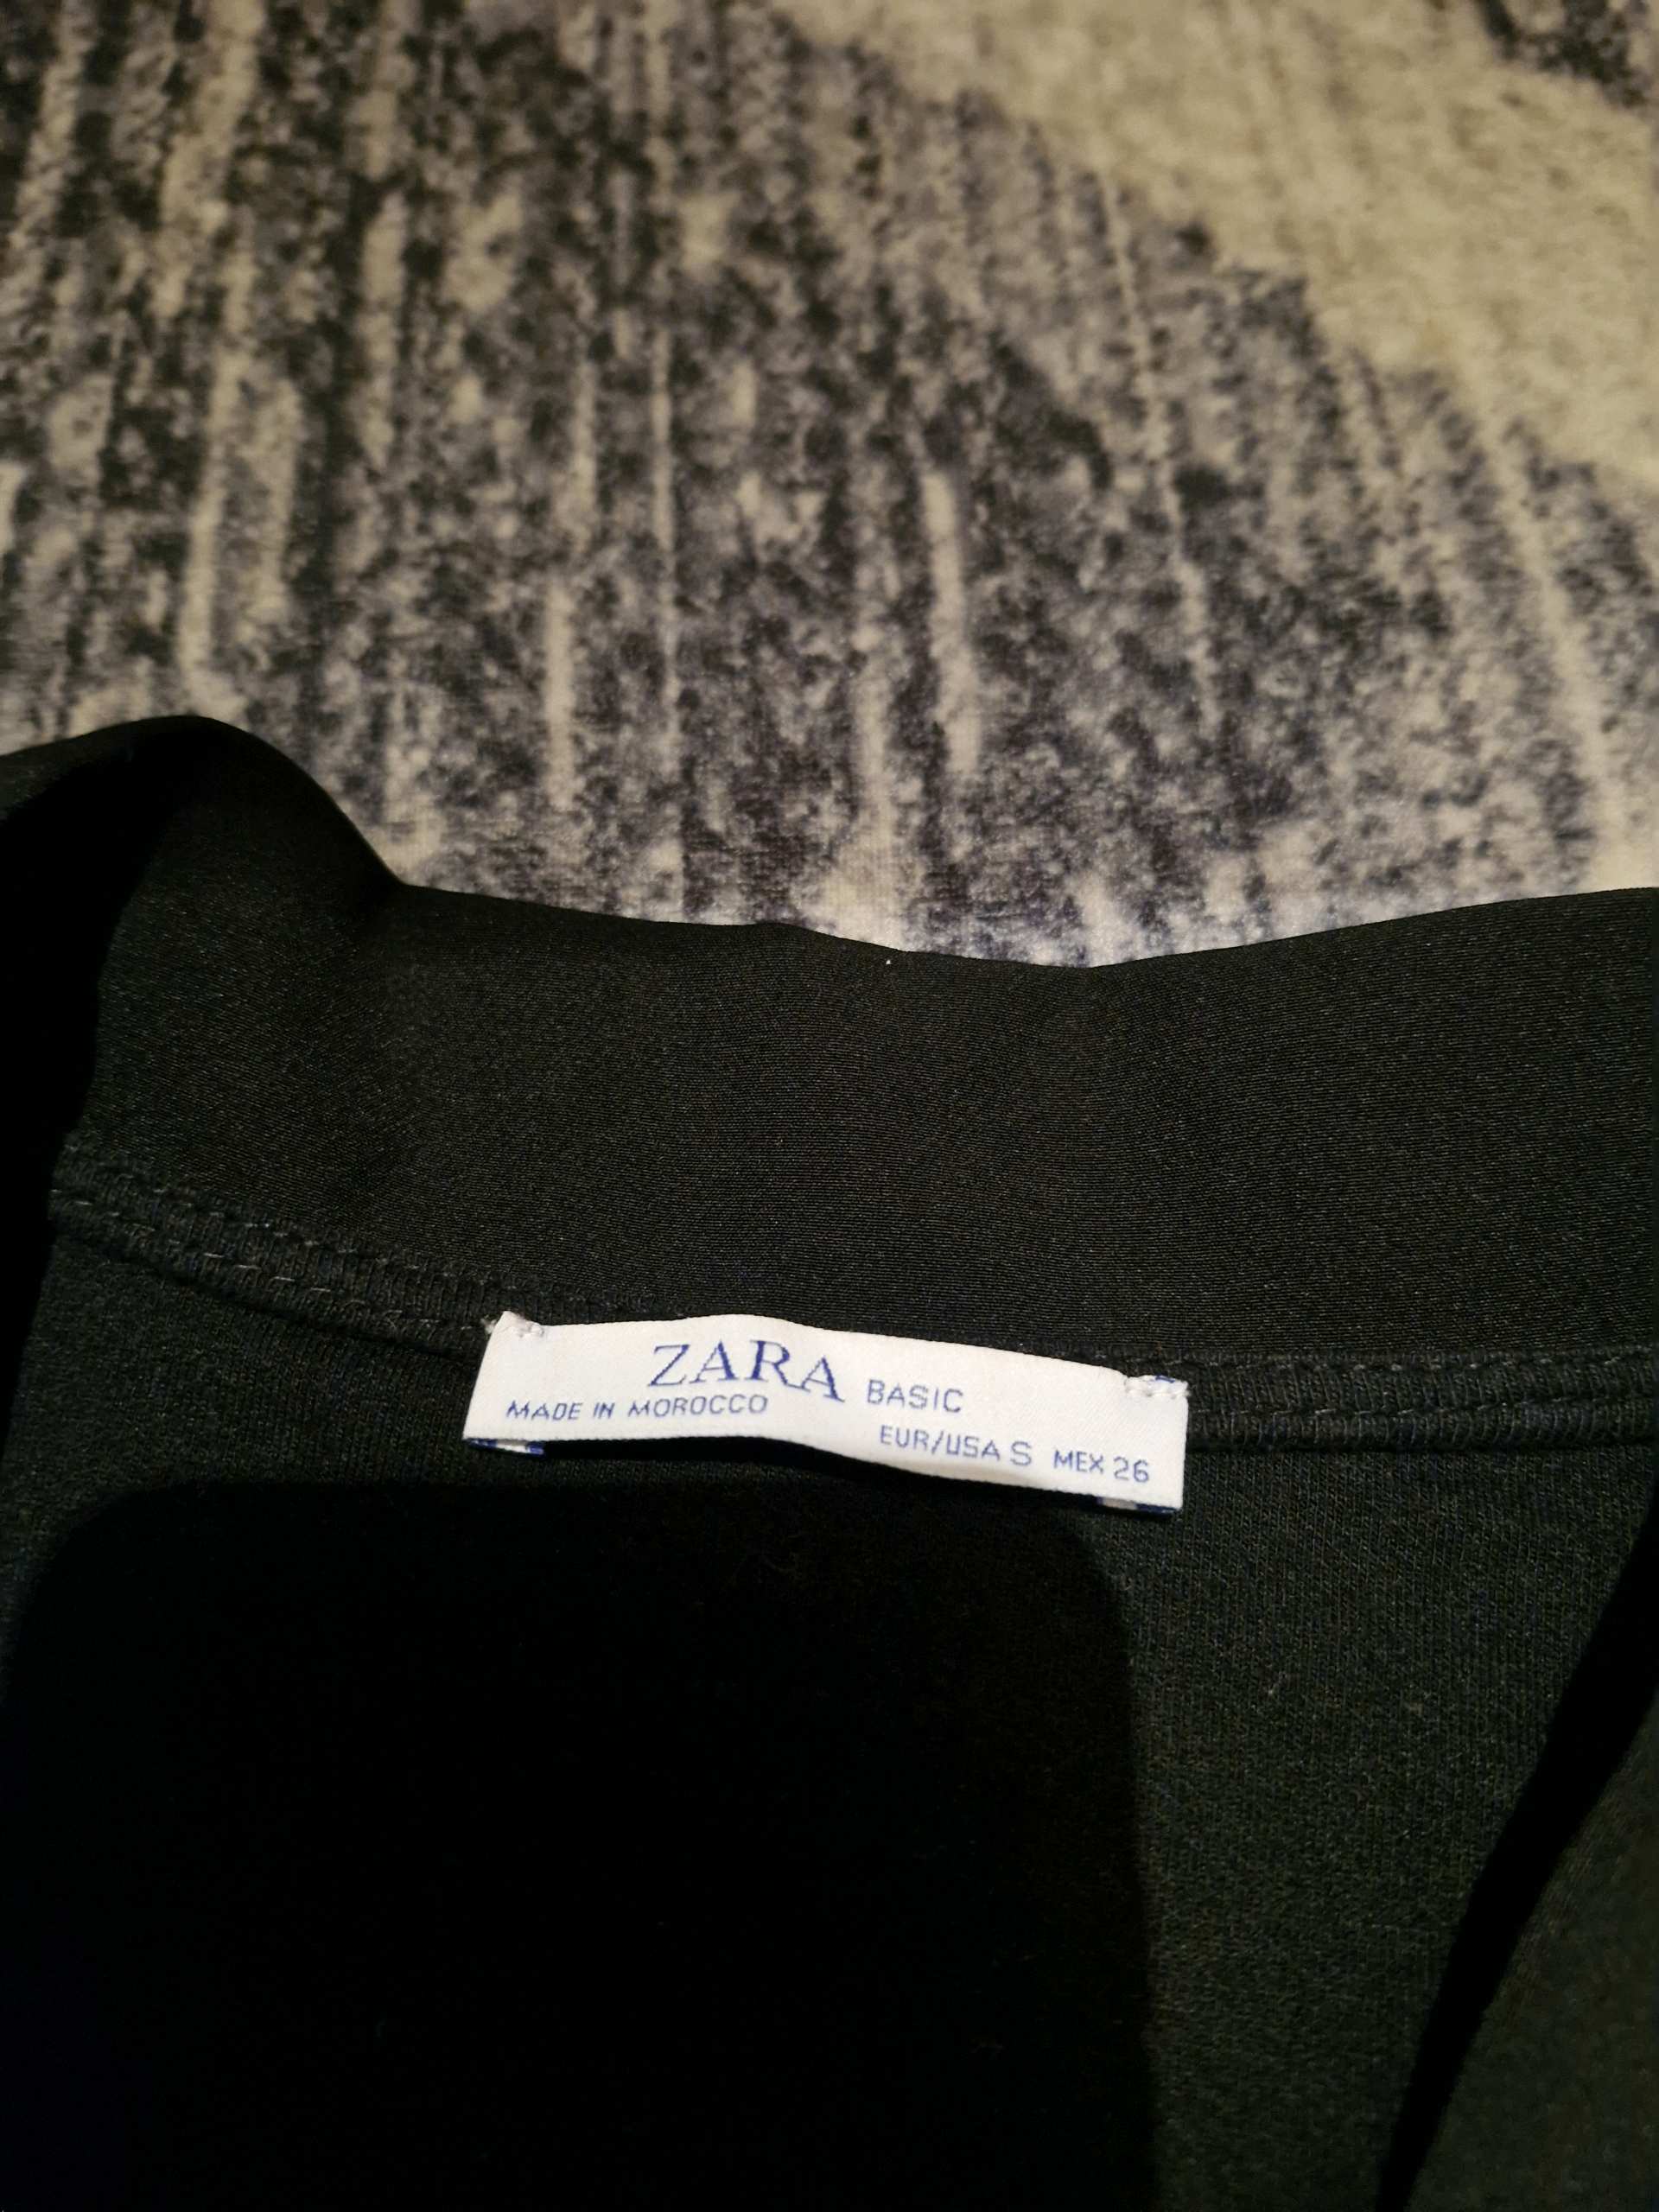 ZARA BASIC
MADE IN MOROCCO
EUR/USA S MEX 26